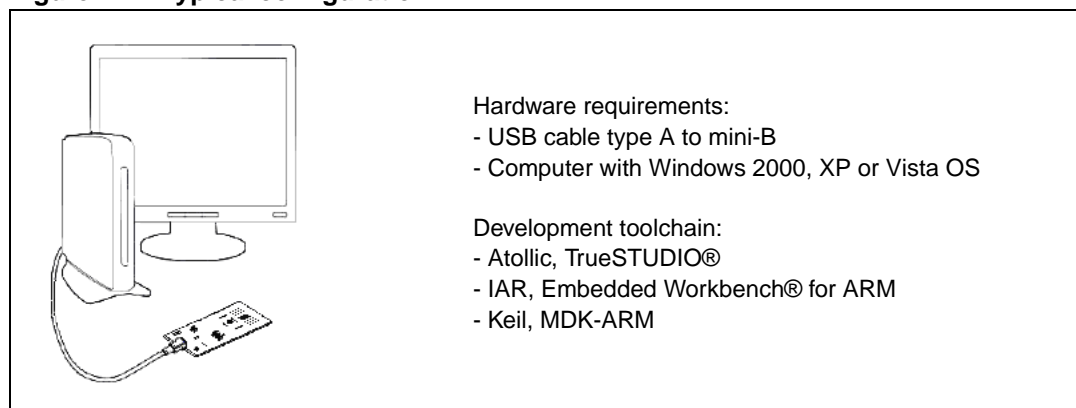 Hardware requirements:
- USB cable type A to mini-B
- Computer with Windows 2000, XP or Vista OS
Development toolchain:
- Atollic, TrueSTUDIO®
- IAR, Embedded Workbench® for ARM
- Keil, MDK-ARM